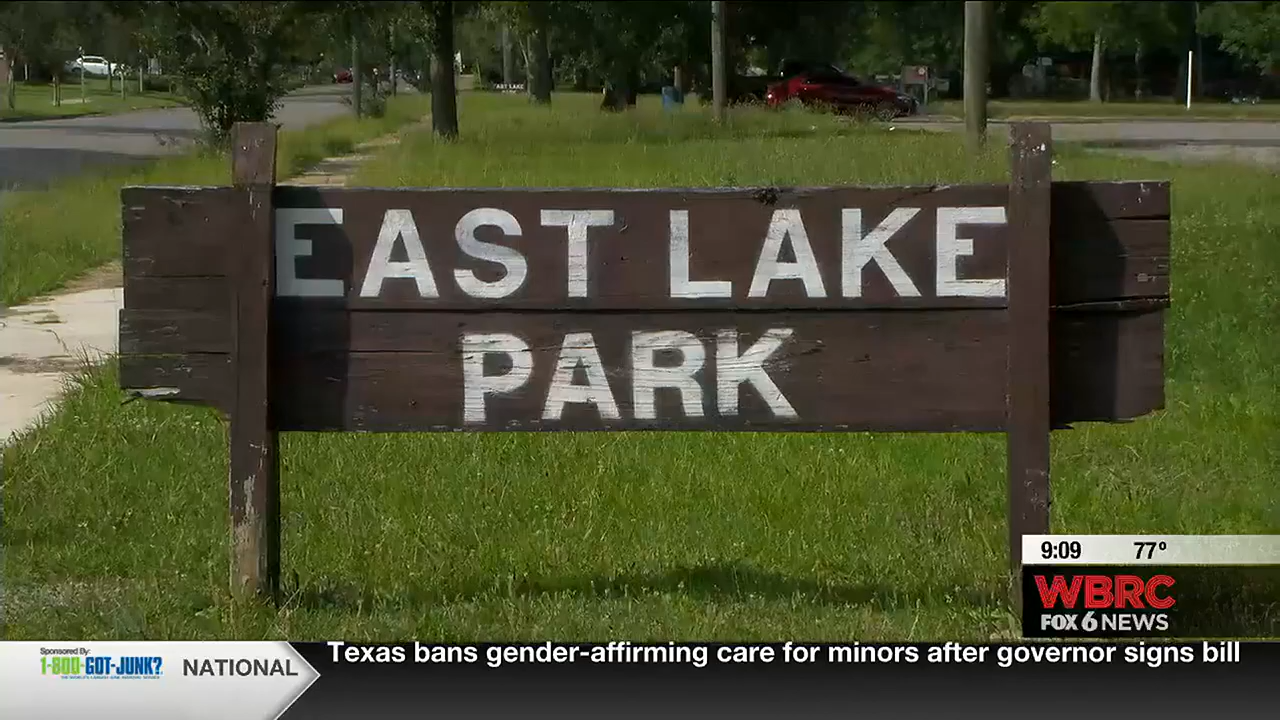 EAST LAKE
PARK
9:09 77°
WBRC
FOX 6 NEWS
Sponsored By:
1-800-GOT-JUNK?
NATIONAL
Texas bans gender-affirming care for minors after governor signs bill